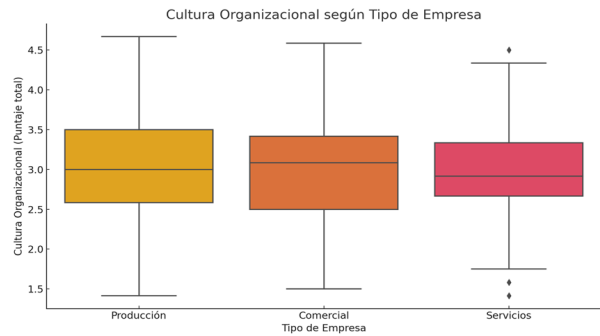 Cultura Organizacional según Tipo de Empresa
Cultura Organizacional (Puntaje total)
4.5
4.0
3.5
3.0
2.5
2.0
1.5
Producción
Comercial
Servicios
Tipo de Empresa